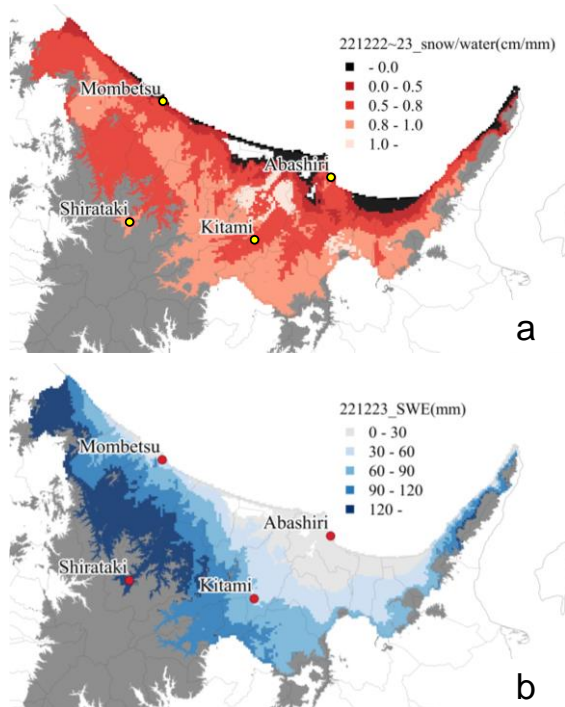 221222~23_snow/water(cm/mm)
- 0.0
0.0 - 0.5
0.5 - 0.8
0.8 - 1.0
1.0 -
Mombetsu
Abashiri
Shirataki
Kitami
a
221223_SWE(mm)
0 - 30
30 - 60
60 - 90
90 - 120
120 -
Mombetsu
Abashiri
Shirataki
Kitami
b